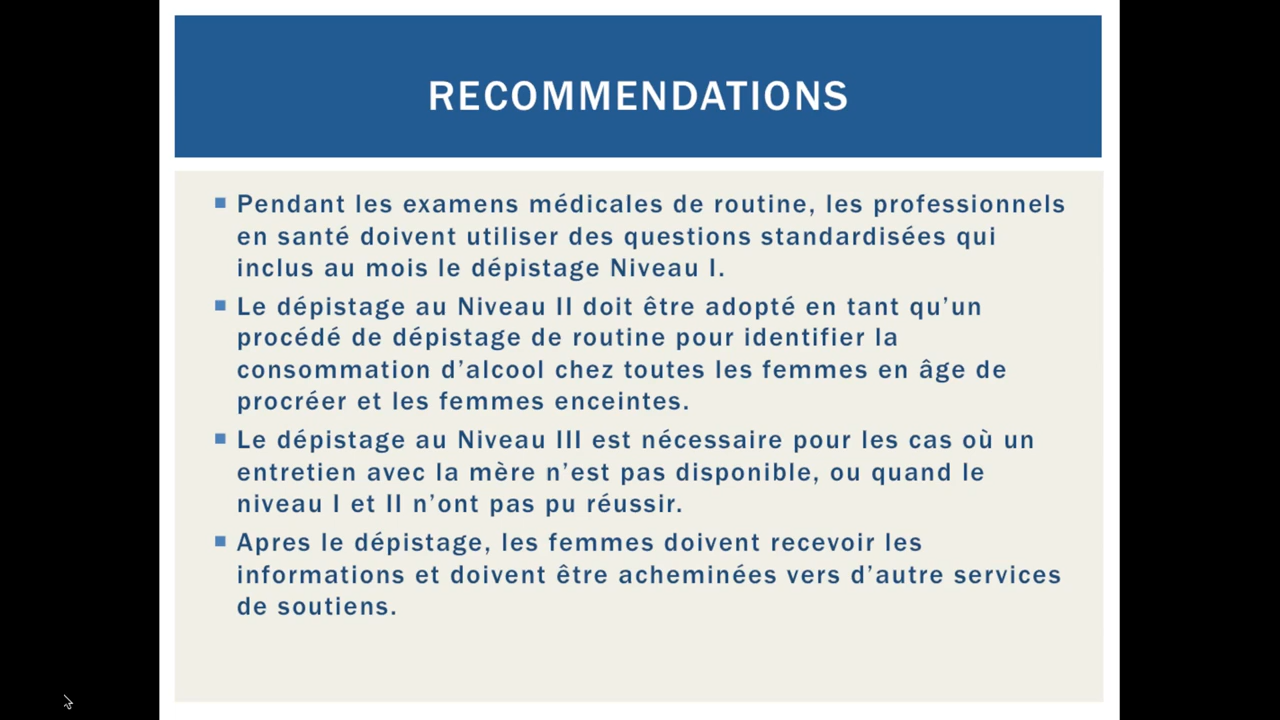 RECOMMENDATIONS
Pendant les examens médicales de routine, les professionnels
en santé doivent utiliser des questions standardisées qui
inclus au mois le dépistage Niveau I.
Le dépistage au Niveau II doit être adopté en tant qu’un
procédé de dépistage de routine pour identifier la
consommation d’alcool chez toutes les femmes en âge de
procréer et les femmes enceintes.
Le dépistage au Niveau III est nécessaire pour les cas où un
entretien avec la mère n’est pas disponible, ou quand le
niveau I et II n’ont pas pu réussir.
Apres le dépistage, les femmes doivent recevoir les
informations et doivent être acheminées vers d’autre services
de soutiens.